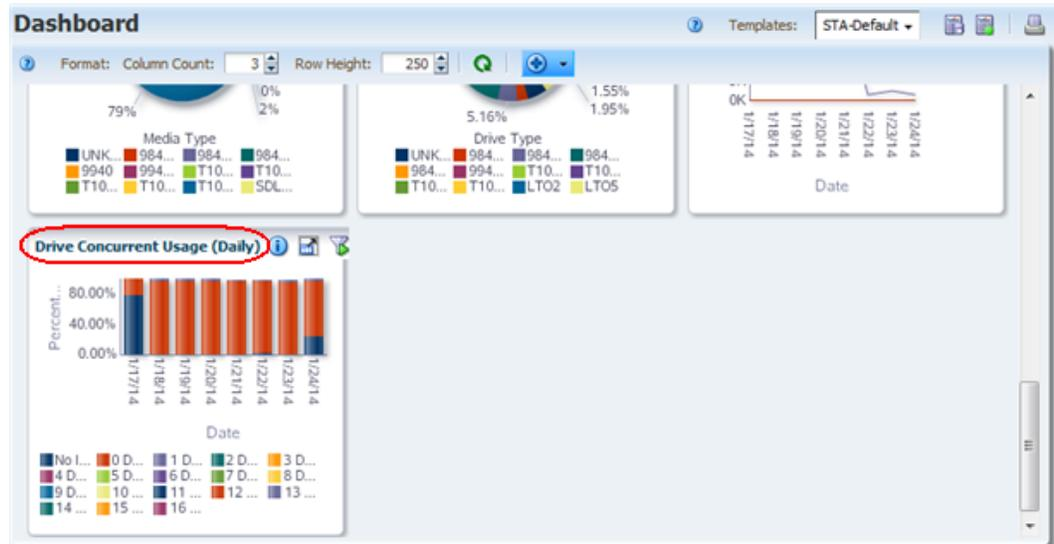 Dashboard
Templates: STA-Default
Format: Column Count: 3 Row Height: 250
79%
0%
2%
Media Type
UNK... 984... 984... 984...
9940 994... T10... T10...
T10... T10... T10... SDL...
5.16%
1.55%
1.95%
Drive Type
UNK... 984... 984... 984...
984... 994... T10... T10...
T10... T10... LTO2 LTO5
0K
1/17/14 1/18/14 1/19/14 1/20/14 1/21/14 1/22/14 1/23/14 1/24/14
Date
Drive Concurrent Usage (Daily)
Percent...
80.00%
40.00%
0.00%
1/17/14 1/18/14 1/19/14 1/20/14 1/21/14 1/22/14 1/23/14 1/24/14
Date
No I... 0 D... 1 D... 2 D... 3 D...
4 D... 5 D... 6 D... 7 D... 8 D...
9 D... 10 ... 11 ... 12 ... 13 ...
14 ... 15 ... 16 ...